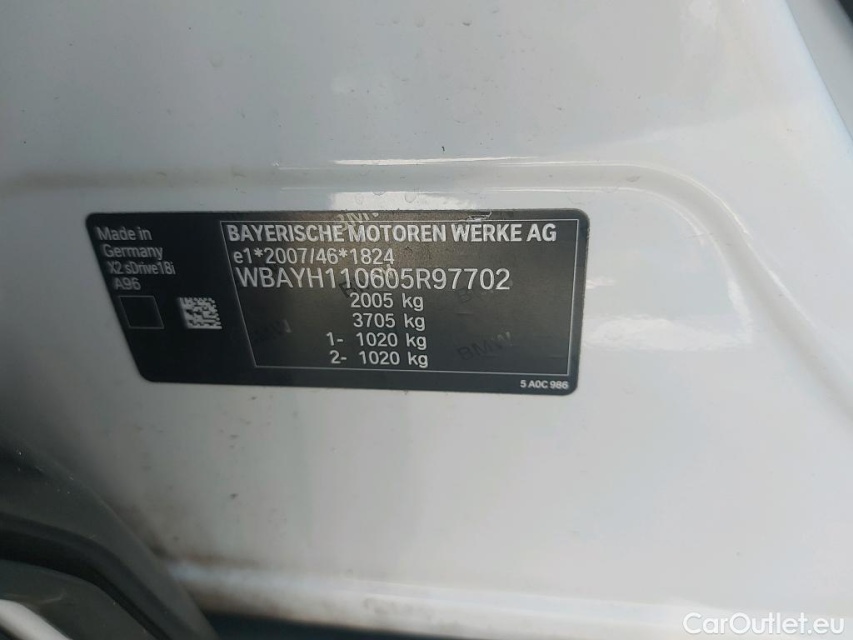 Made in
Germany
X2 sDrive18i
A96
BAYERISCHE MOTOREN WERKE AG
e1*2007/46*1824
WBAYH110605R97702
2005 kg
3705 kg
1- 1020 kg
2- 1020 kg
BMW
5 A0C 986
CarOutlet.eu